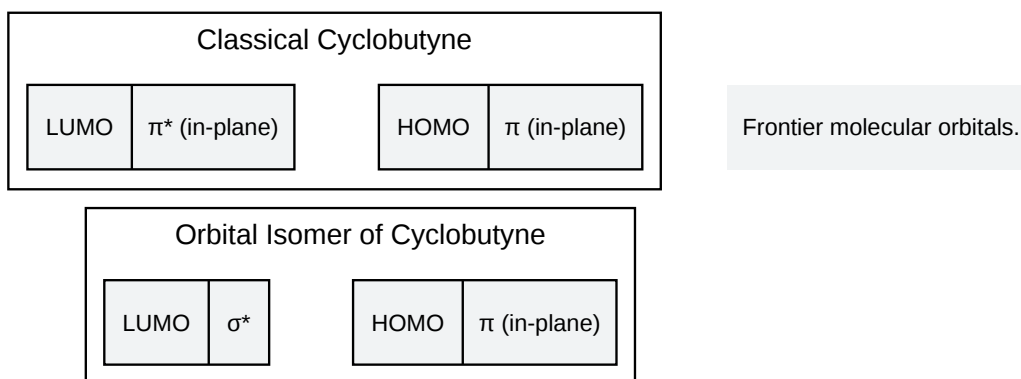 Classical Cyclobutyne
LUMO π* (in-plane) HOMO π (in-plane) Frontier molecular orbitals.
Orbital Isomer of Cyclobutyne
LUMO σ* HOMO π (in-plane)